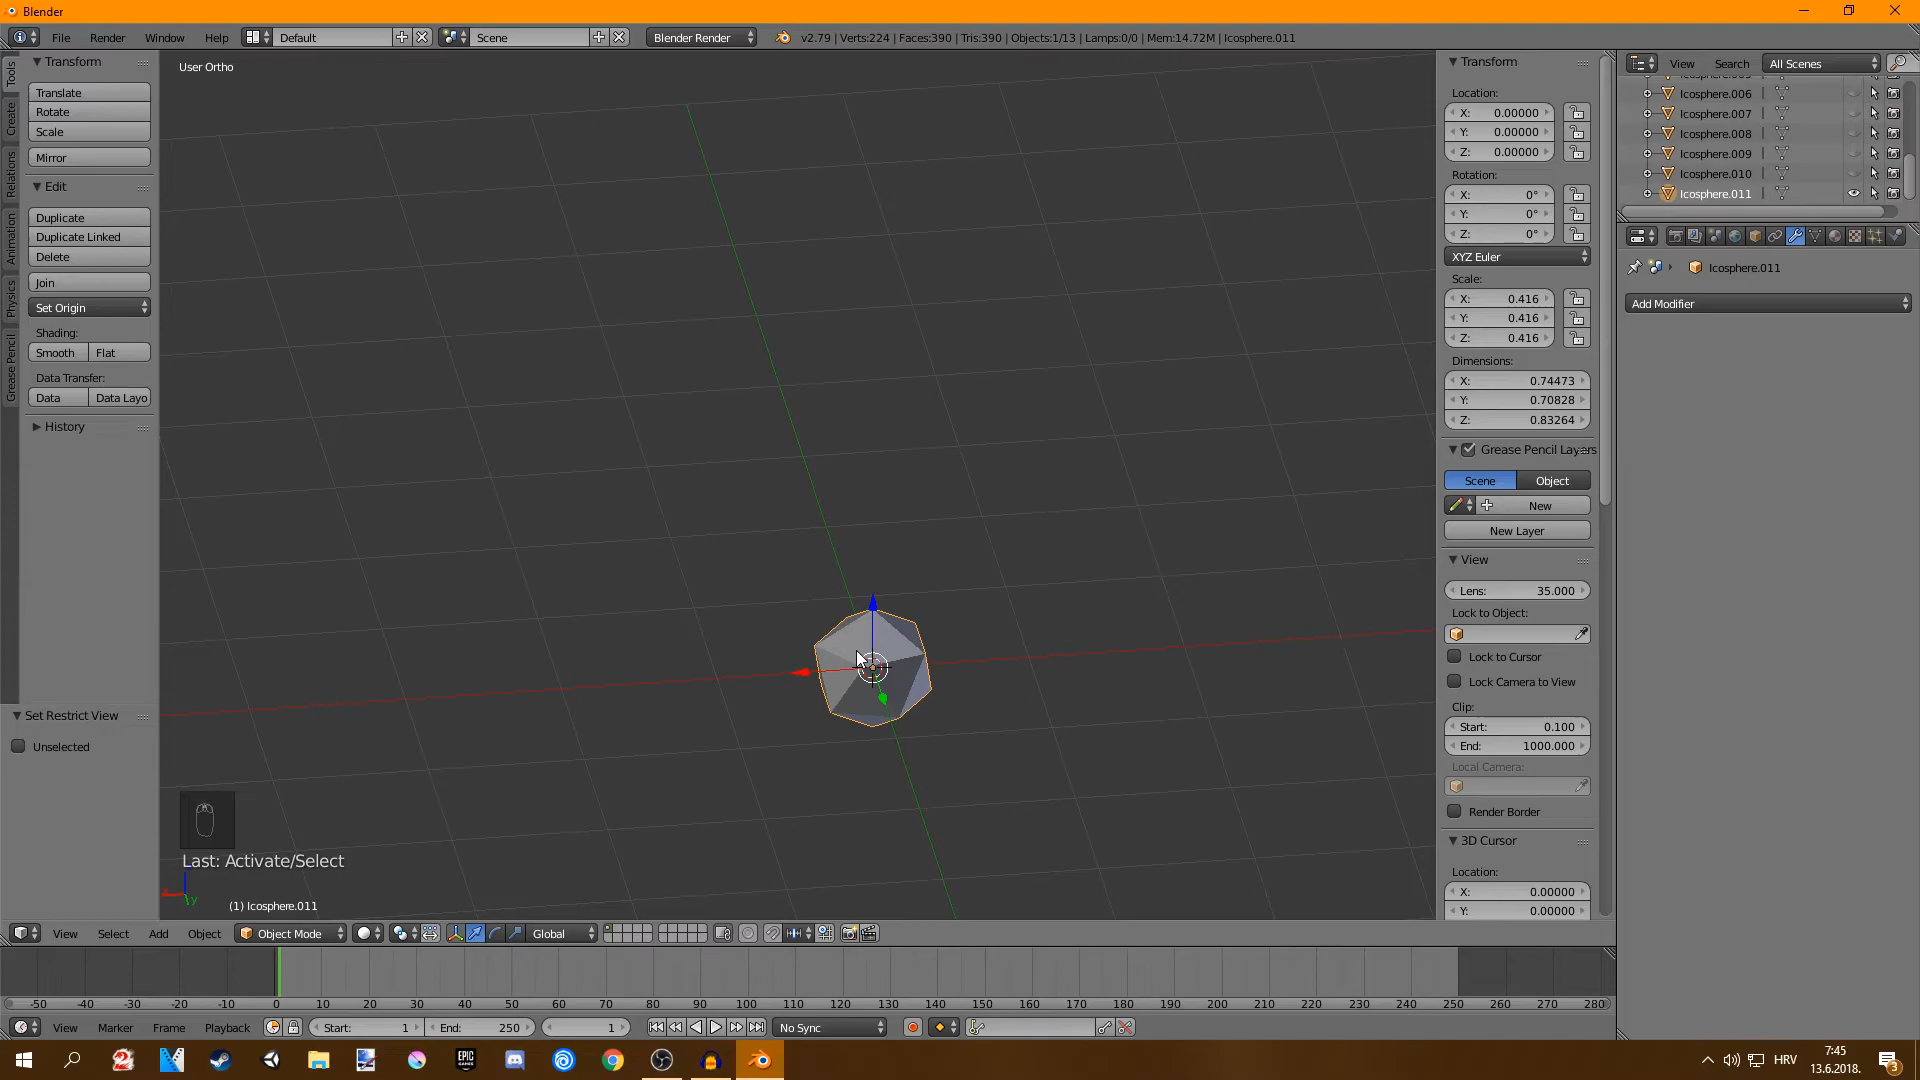 Blender
File Render Window Help Default Scene Blender Render v2.79 | Verts:224 | Faces:390 | Tris:390 | Objects:1/13 | Lamps:0/0 | Mem:14.72M | Icosphere.011
Tools
Create
Relations
Animation
Physics
Grease Pencil
Transform
Translate
Rotate
Scale
Mirror
Edit
Duplicate
Duplicate Linked
Delete
Join
Set Origin
Shading:
Smooth Flat
Data Transfer:
Data Data Layo
History
Set Restrict View
Unselected
User Ortho
Last: Activate/Select
(1) Icosphere.011
Transform
Location:
X: 0.00000
Y: 0.00000
Z: 0.00000
Rotation:
X: 0°
Y: 0°
Z: 0°
XYZ Euler
Scale:
X: 0.416
Y: 0.416
Z: 0.416
Dimensions:
X: 0.74473
Y: 0.70828
Z: 0.83264
Grease Pencil Layers
Scene Object
New
New Layer
View
Lens: 35.000
Lock to Object:
Lock to Cursor
Lock Camera to View
Clip:
Start: 0.100
End: 1000.000
Local Camera:
Render Border
3D Cursor
Location:
X: 0.00000
Y: 0.00000
View Search All Scenes
Icosphere.006
Icosphere.007
Icosphere.008
Icosphere.009
Icosphere.010
Icosphere.011
Icosphere.011
Add Modifier
View Select Add Object Object Mode Global
-50 -40 -30 -20 -10 0 10 20 30 40 50 60 70 80 90 100 110 120 130 140 150 160 170 180 190 200 210 220 230 240 250 260 270 280
View Marker Frame Playback Start: 1 End: 250 1 No Sync
EPIC GAMES
HRV
7:45
13.6.2018.
3